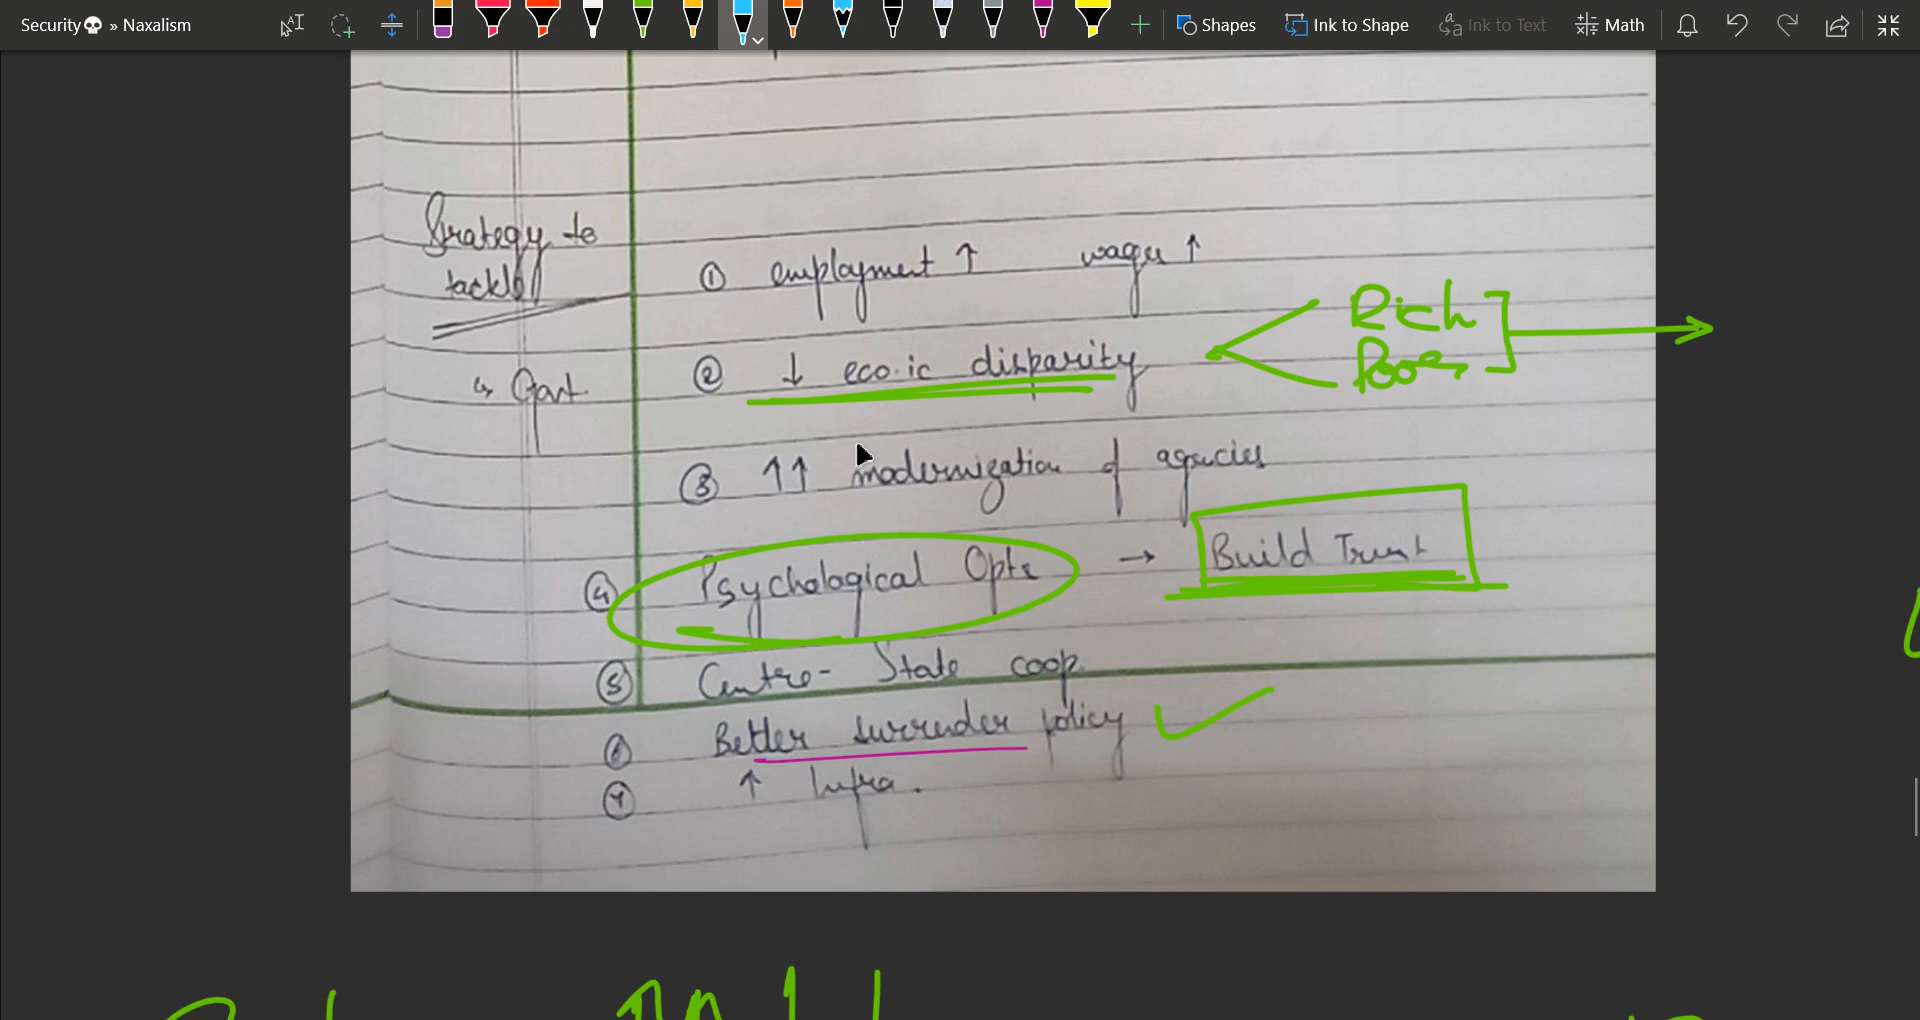 Security💀 » Naxalism
Shapes Ink to Shape Ink to Text Math
Strategy to
tackle
↳ Govt
① employment ↑ wages ↑
② ↓ eco.ic disparity
Rich
Poor
③ ↑↑ modernization of agencies
④ Psychological Optx → Build Trust
⑤ Centre-State coop.
⑥ Better surrender policy ✓
⑦ ↑ Infra.